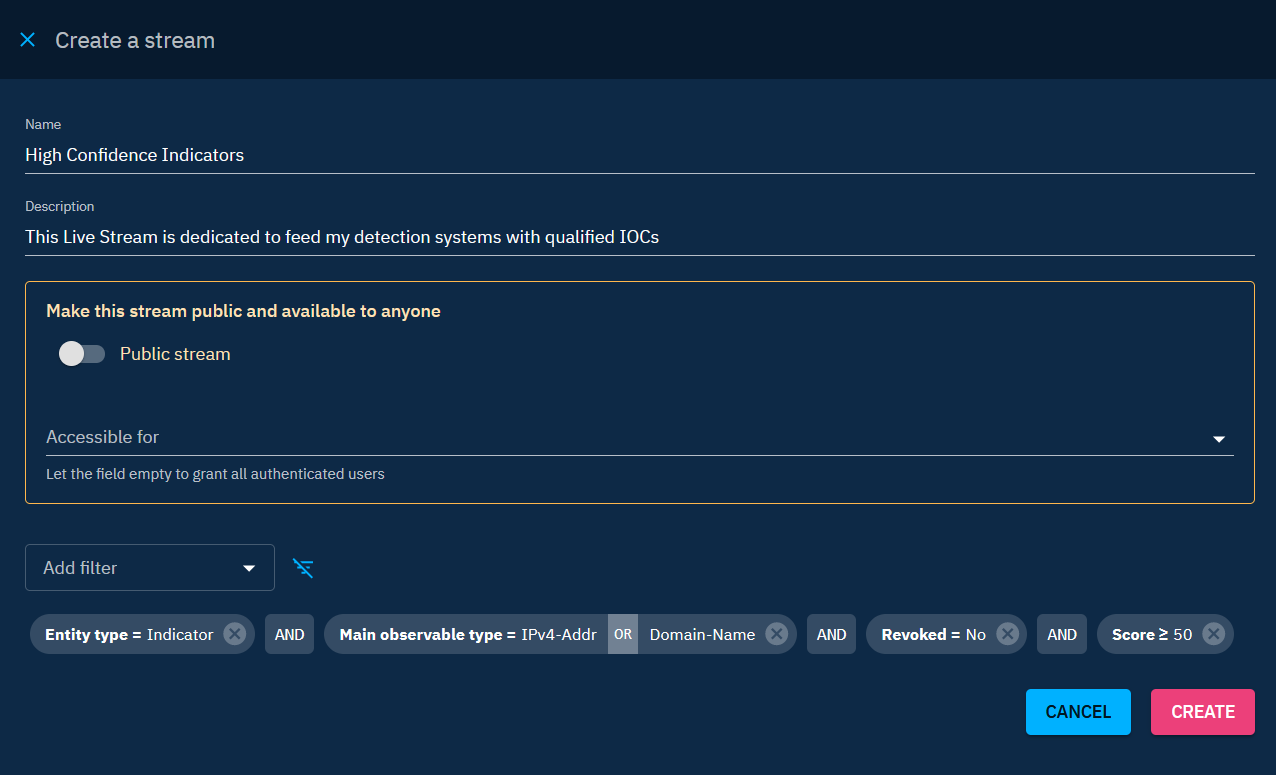 Create a stream
Name
High Confidence Indicators
Description
This Live Stream is dedicated to feed my detection systems with qualified IOCs
Make this stream public and available to anyone
Public stream
Accessible for
Let the field empty to grant all authenticated users
Add filter
Entity type = Indicator AND Main observable type = IPv4-Addr OR Domain-Name AND Revoked = No AND Score ≥ 50
CANCEL CREATE